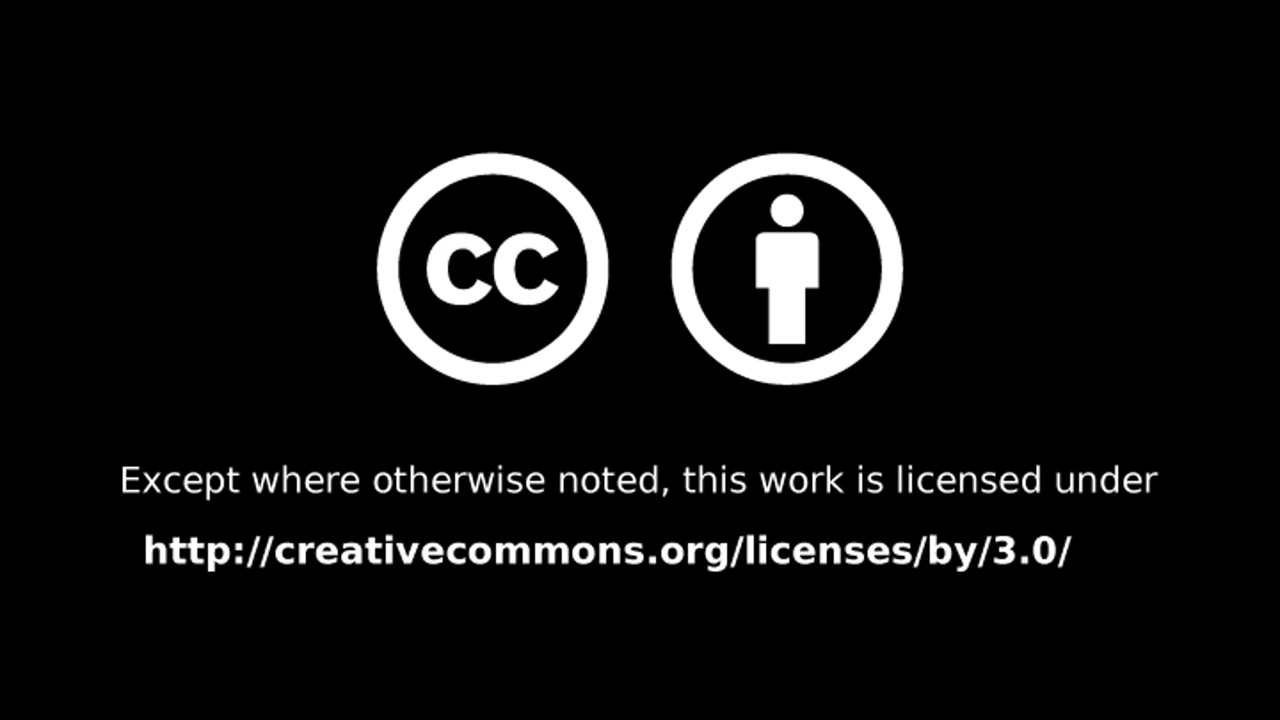 cc
Except where otherwise noted, this work is licensed under
http://creativecommons.org/licenses/by/3.0/